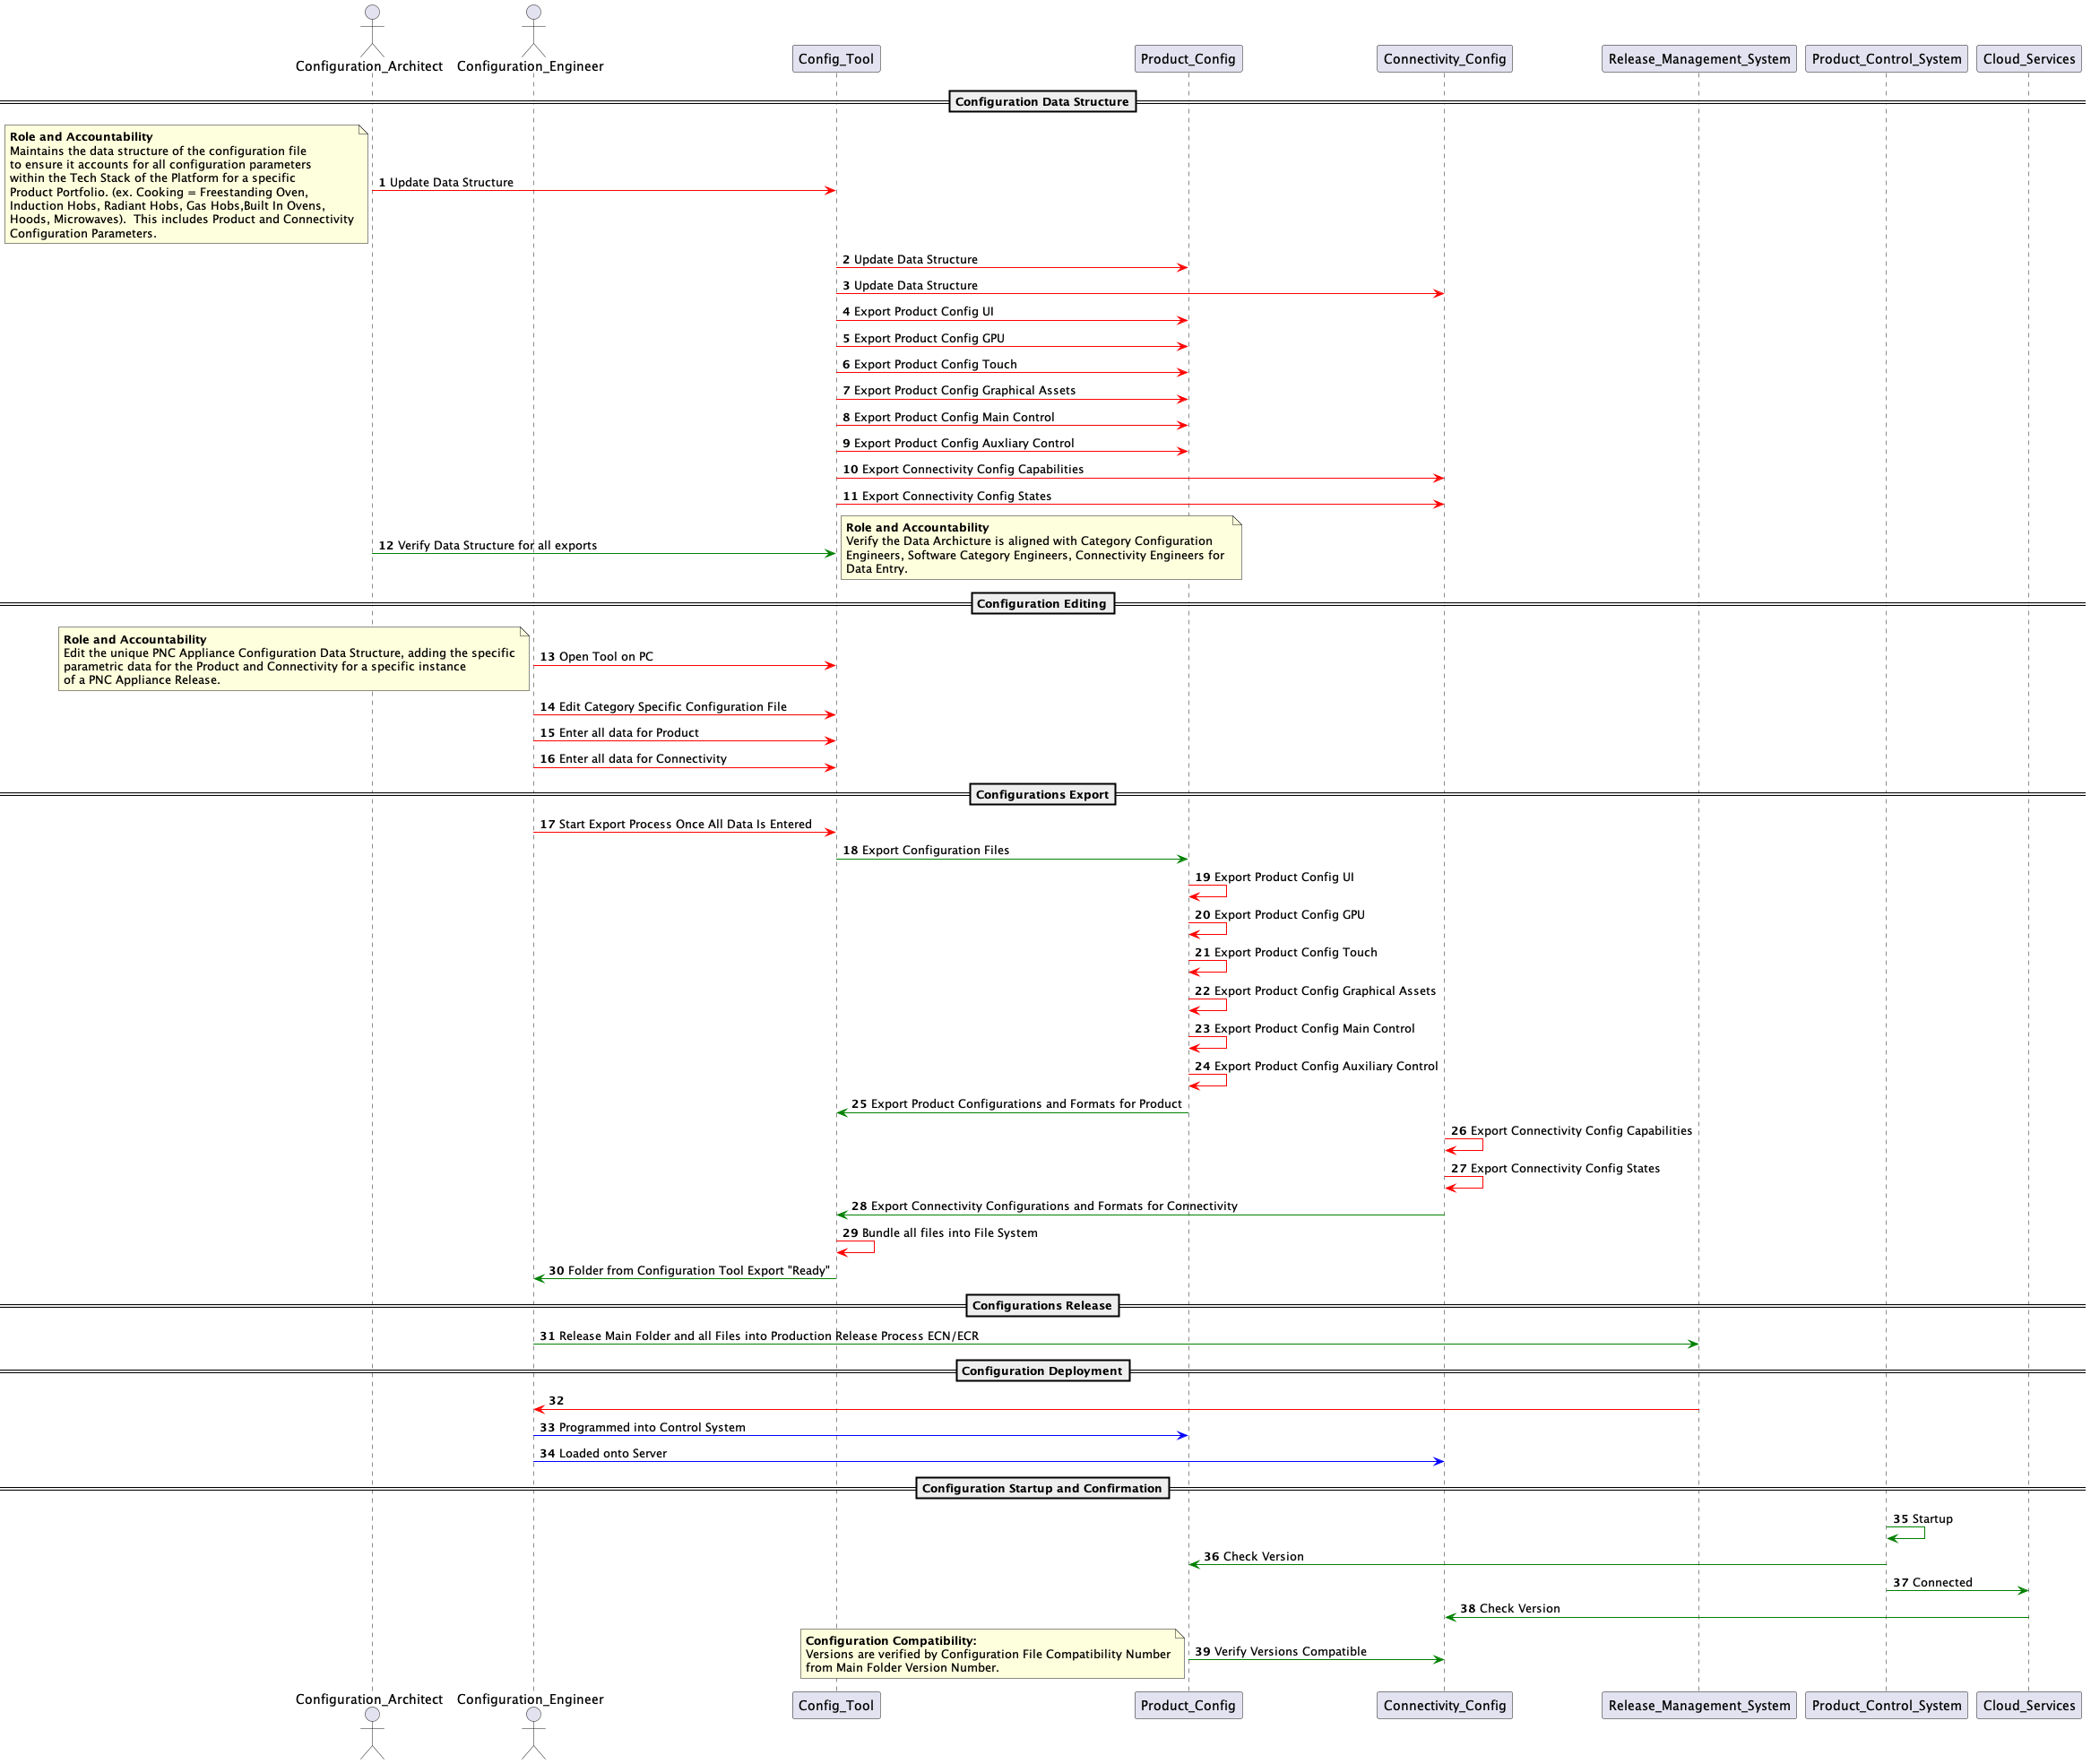 Configuration_Architect
Configuration_Engineer
Config_Tool
Product_Config
Connectivity_Config
Release_Management_System
Product_Control_System
Cloud_Services
Configuration Data Structure
Role and Accountability
Maintains the data structure of the configuration file
to ensure it accounts for all configuration parameters
within the Tech Stack of the Platform for a specific
Product Portfolio. (ex. Cooking = Freestanding Oven,
Induction Hobs, Radiant Hobs, Gas Hobs,Built In Ovens,
Hoods, Microwaves).  This includes Product and Connectivity
Configuration Parameters.
1 Update Data Structure
2 Update Data Structure
3 Update Data Structure
4 Export Product Config UI
5 Export Product Config GPU
6 Export Product Config Touch
7 Export Product Config Graphical Assets
8 Export Product Config Main Control
9 Export Product Config Auxliary Control
10 Export Connectivity Config Capabilities
11 Export Connectivity Config States
12 Verify Data Structure for all exports
Role and Accountability
Verify the Data Archicture is aligned with Category Configuration
Engineers, Software Category Engineers, Connectivity Engineers for
Data Entry.
Configuration Editing
Role and Accountability
Edit the unique PNC Appliance Configuration Data Structure, adding the specific
parametric data for the Product and Connectivity for a specific instance
of a PNC Appliance Release.
13 Open Tool on PC
14 Edit Category Specific Configuration File
15 Enter all data for Product
16 Enter all data for Connectivity
Configurations Export
17 Start Export Process Once All Data Is Entered
18 Export Configuration Files
19 Export Product Config UI
20 Export Product Config GPU
21 Export Product Config Touch
22 Export Product Config Graphical Assets
23 Export Product Config Main Control
24 Export Product Config Auxiliary Control
25 Export Product Configurations and Formats for Product
26 Export Connectivity Config Capabilities
27 Export Connectivity Config States
28 Export Connectivity Configurations and Formats for Connectivity
29 Bundle all files into File System
30 Folder from Configuration Tool Export "Ready"
Configurations Release
31 Release Main Folder and all Files into Production Release Process ECN/ECR
Configuration Deployment
32
33 Programmed into Control System
34 Loaded onto Server
Configuration Startup and Confirmation
35 Startup
36 Check Version
37 Connected
38 Check Version
Configuration Compatibility:
Versions are verified by Configuration File Compatibility Number
from Main Folder Version Number.
39 Verify Versions Compatible
Configuration_Architect
Configuration_Engineer
Config_Tool
Product_Config
Connectivity_Config
Release_Management_System
Product_Control_System
Cloud_Services